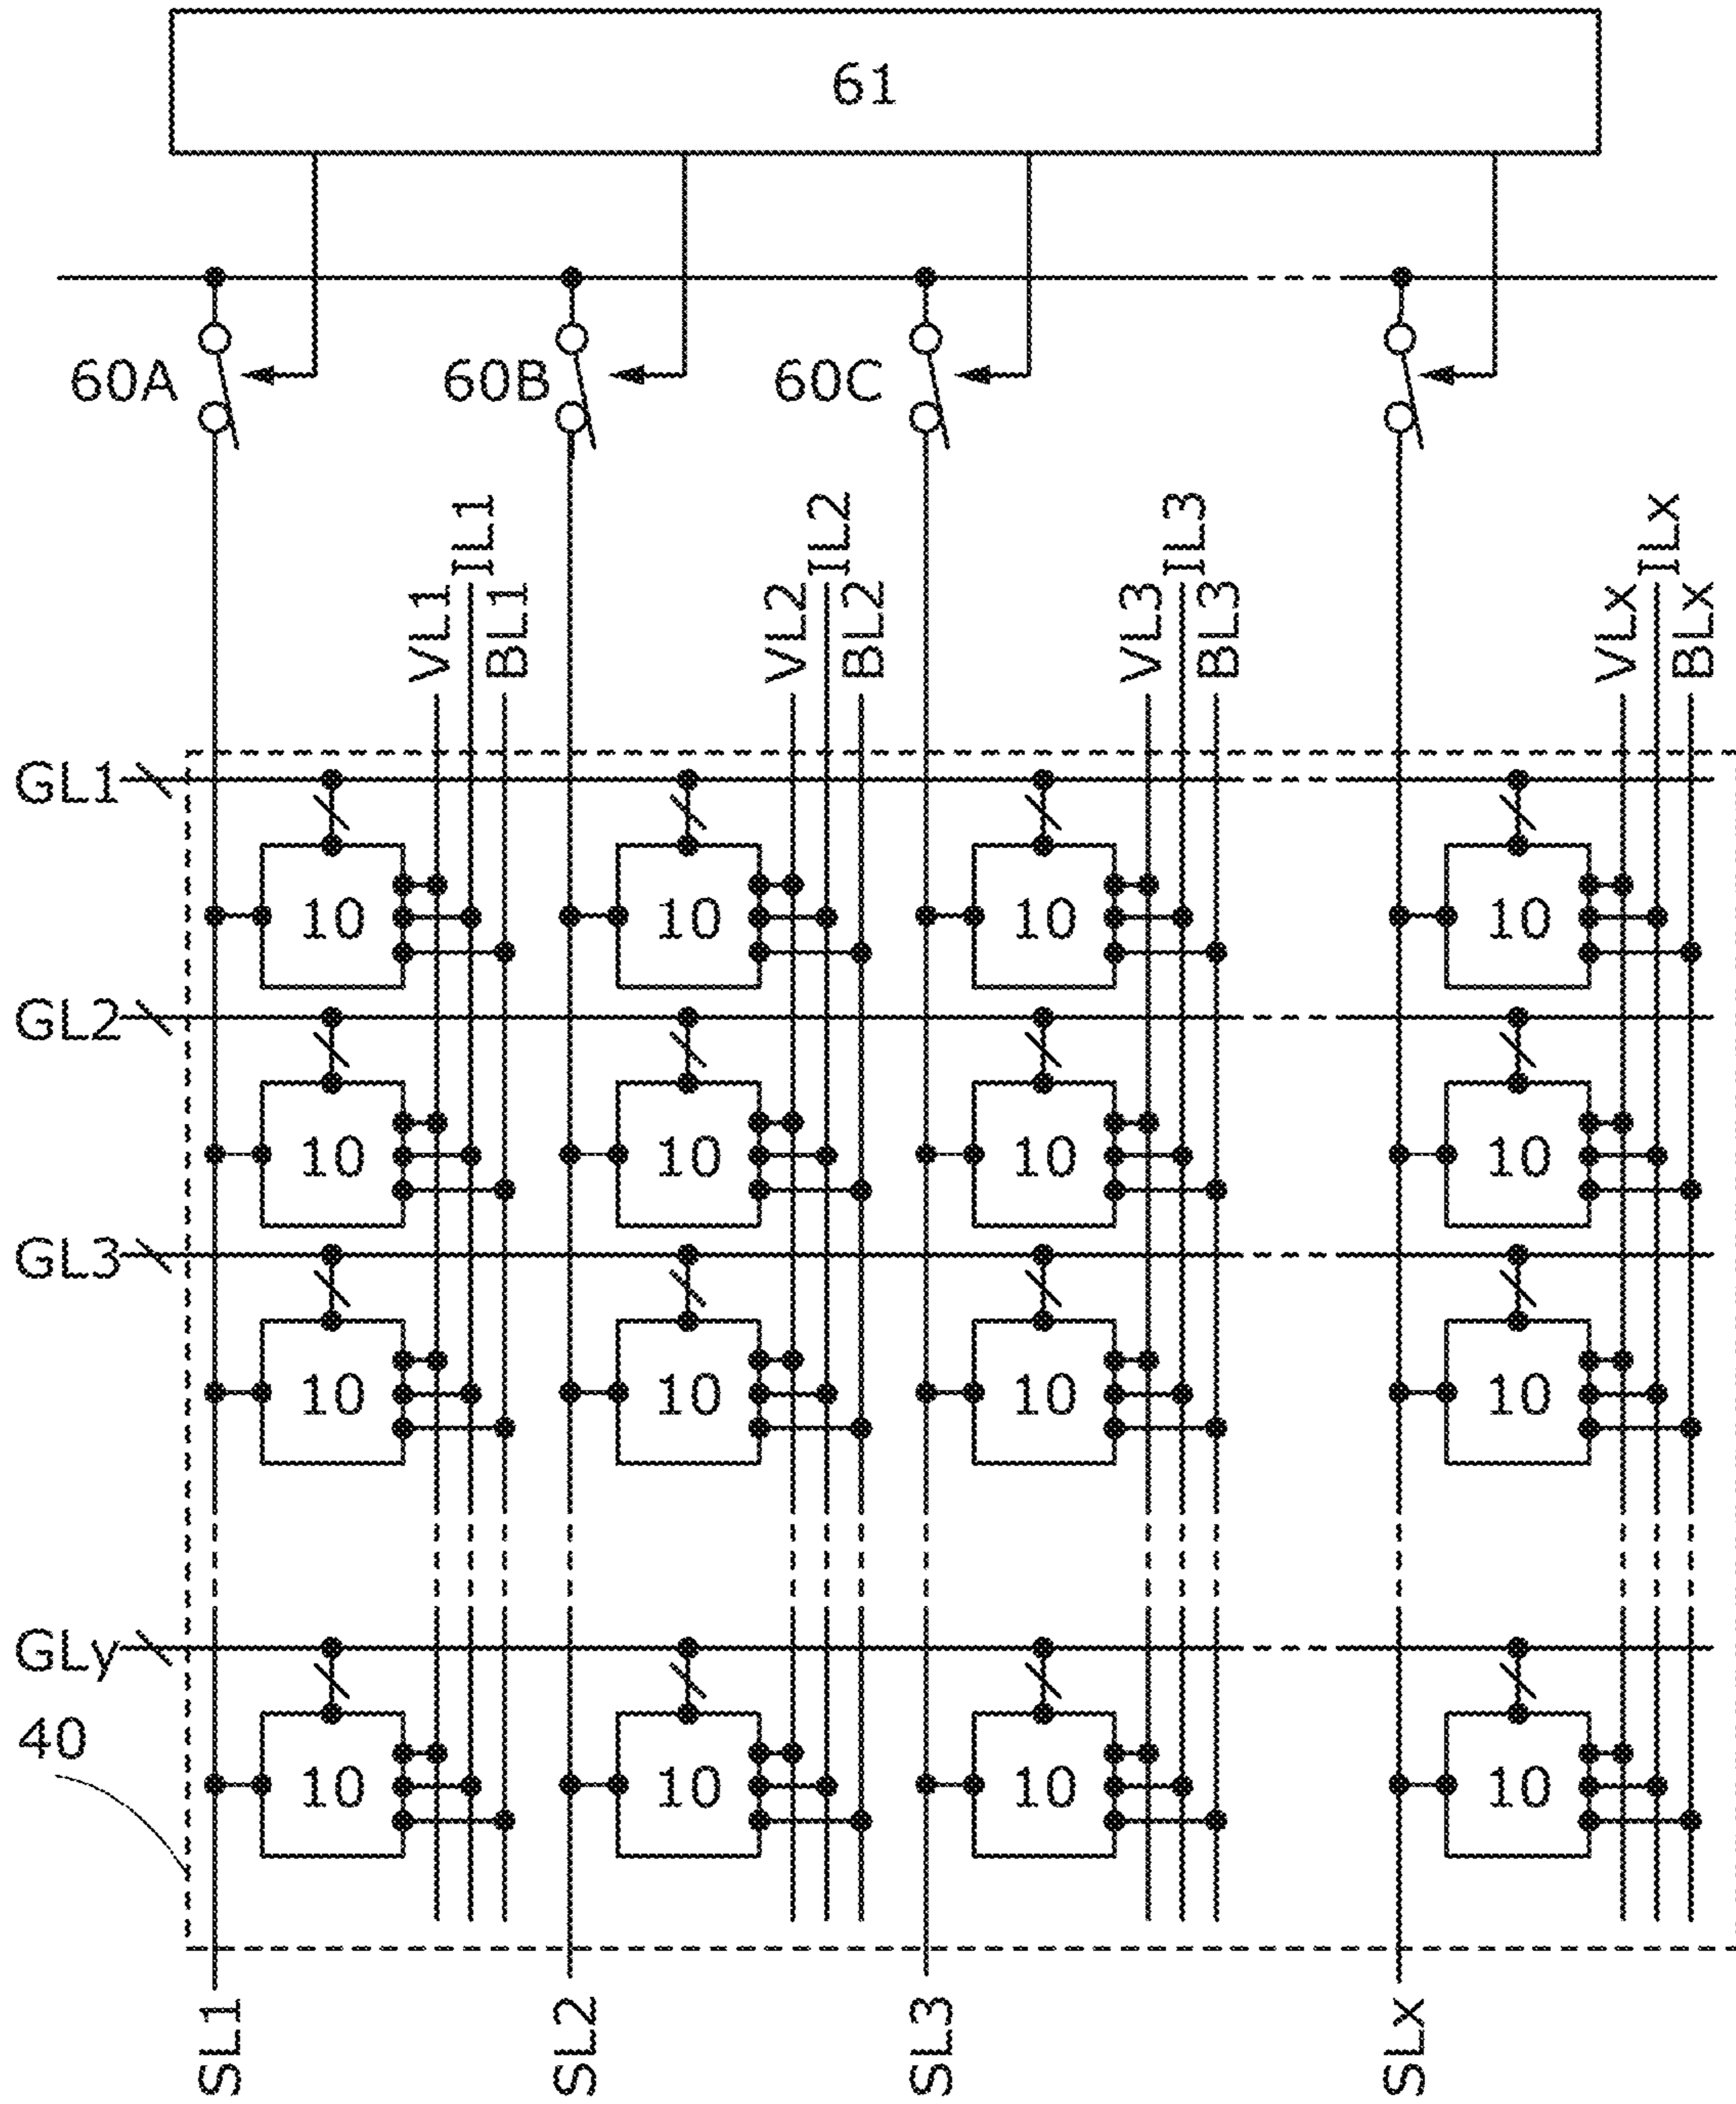 61
60A 60B 60C
IL1 IL2 IL3 ILx
VL1 BL1 VL2 BL2 VL3 BL3 VLx BLx
GL1
10 10 10 10
GL2
10 10 10 10
GL3
10 10 10 10
GLy
40
10 10 10 10
SL1 SL2 SL3 SLx